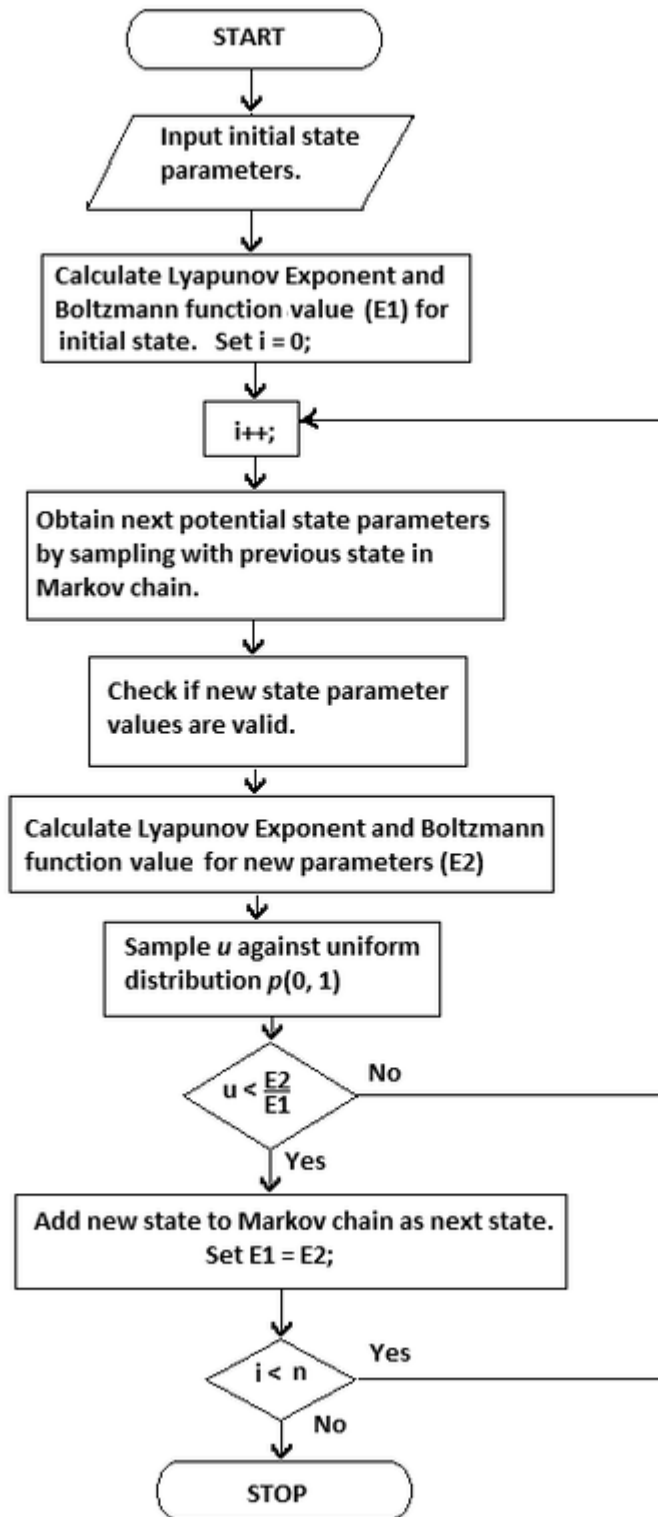 START
Input initial state
parameters.
Calculate Lyapunov Exponent and
Boltzmann function value (E1) for
initial state. Set i = 0;
i++;
Obtain next potential state parameters
by sampling with previous state in
Markov chain.
Check if new state parameter
values are valid.
Calculate Lyapunov Exponent and Boltzmann
function value for new parameters (E2)
Sample u against uniform
distribution p(0, 1)
u < E2/E1
No
Yes
Add new state to Markov chain as next state.
Set E1 = E2;
i < n
Yes
No
STOP